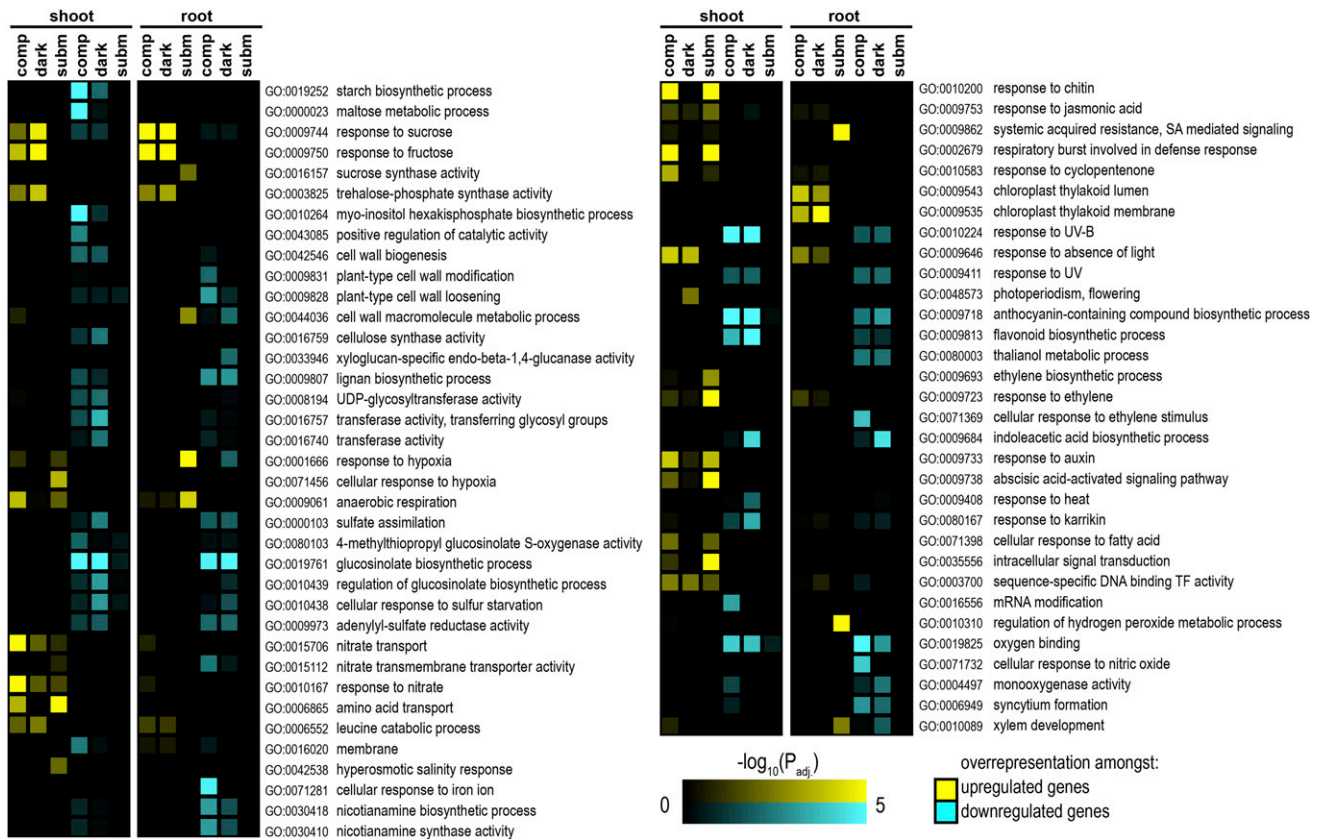 shoot root
comp dark subm comp dark subm comp dark subm comp dark subm
GO:0019252 starch biosynthetic process
GO:0000023 maltose metabolic process
GO:0009744 response to sucrose
GO:0009750 response to fructose
GO:0016157 sucrose synthase activity
GO:0003825 trehalose-phosphate synthase activity
GO:0010264 myo-inositol hexakisphosphate biosynthetic process
GO:0043085 positive regulation of catalytic activity
GO:0042546 cell wall biogenesis
GO:0009831 plant-type cell wall modification
GO:0009828 plant-type cell wall loosening
GO:0044036 cell wall macromolecule metabolic process
GO:0016759 cellulose synthase activity
GO:0033946 xyloglucan-specific endo-beta-1,4-glucanase activity
GO:0009807 lignan biosynthetic process
GO:0008194 UDP-glycosyltransferase activity
GO:0016757 transferase activity, transferring glycosyl groups
GO:0016740 transferase activity
GO:0001666 response to hypoxia
GO:0071456 cellular response to hypoxia
GO:0009061 anaerobic respiration
GO:0000103 sulfate assimilation
GO:0080103 4-methylthiopropyl glucosinolate S-oxygenase activity
GO:0019761 glucosinolate biosynthetic process
GO:0010439 regulation of glucosinolate biosynthetic process
GO:0010438 cellular response to sulfur starvation
GO:0009973 adenylyl-sulfate reductase activity
GO:0015706 nitrate transport
GO:0015112 nitrate transmembrane transporter activity
GO:0010167 response to nitrate
GO:0006865 amino acid transport
GO:0006552 leucine catabolic process
GO:0016020 membrane
GO:0042538 hyperosmotic salinity response
GO:0071281 cellular response to iron ion
GO:0030418 nicotianamine biosynthetic process
GO:0030410 nicotianamine synthase activity
shoot root
comp dark subm comp dark subm comp dark subm comp dark subm
GO:0010200 response to chitin
GO:0009753 response to jasmonic acid
GO:0009862 systemic acquired resistance, SA mediated signaling
GO:0002679 respiratory burst involved in defense response
GO:0010583 response to cyclopentenone
GO:0009543 chloroplast thylakoid lumen
GO:0009535 chloroplast thylakoid membrane
GO:0010224 response to UV-B
GO:0009646 response to absence of light
GO:0009411 response to UV
GO:0048573 photoperiodism, flowering
GO:0009718 anthocyanin-containing compound biosynthetic process
GO:0009813 flavonoid biosynthetic process
GO:0080003 thalianol metabolic process
GO:0009693 ethylene biosynthetic process
GO:0009723 response to ethylene
GO:0071369 cellular response to ethylene stimulus
GO:0009684 indoleacetic acid biosynthetic process
GO:0009733 response to auxin
GO:0009738 abscisic acid-activated signaling pathway
GO:0009408 response to heat
GO:0080167 response to karrikin
GO:0071398 cellular response to fatty acid
GO:0035556 intracellular signal transduction
GO:0003700 sequence-specific DNA binding TF activity
GO:0016556 mRNA modification
GO:0010310 regulation of hydrogen peroxide metabolic process
GO:0019825 oxygen binding
GO:0071732 cellular response to nitric oxide
GO:0004497 monooxygenase activity
GO:0006949 syncytium formation
GO:0010089 xylem development
-log10(Padj.)
0 5
overrepresentation amongst:
upregulated genes
downregulated genes